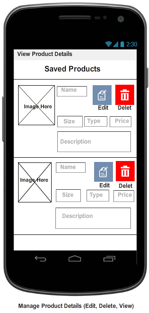 2:30
View Product Details
Saved Products
Name
Image Here
Edit
Delet
Size
Type
Price
Description
Name
Image Here
Edit
Delet
Size
Type
Price
Description
Manage Product Details (Edit, Delete, View)